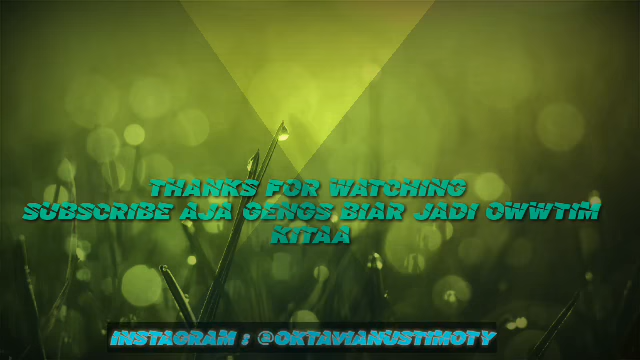 THANKS FOR WATCHING
SUBSCRIBE AJA GENGS BIAR JADI OWWTIM
KITAA
INSTAGRAM : @OKTAVIANUSTIMOTY